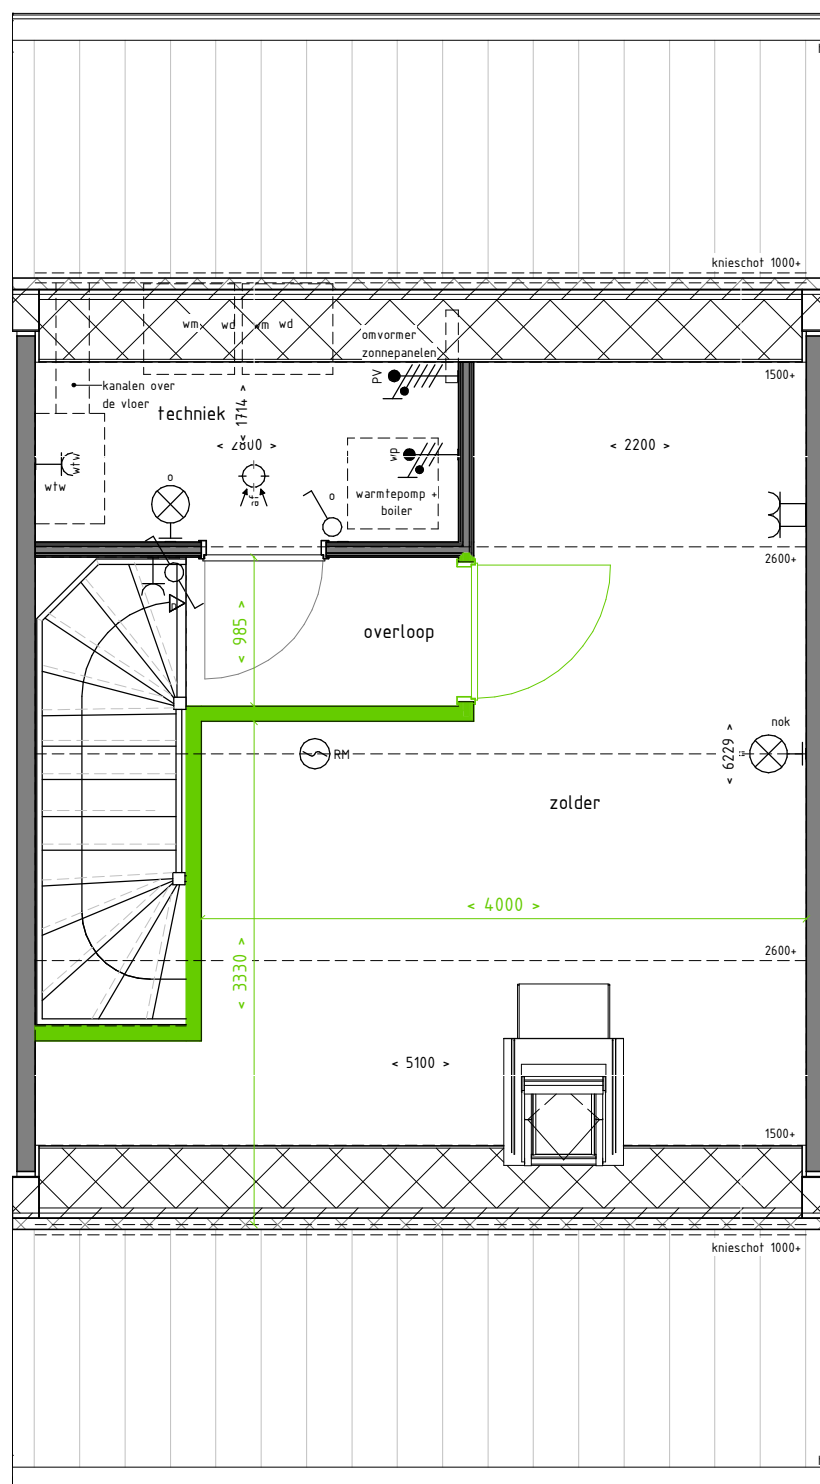 knieschot 1000+
wm wd wm wd
omvormer
zonnepanelen
PV
1500+
kanalen over
de vloer
techniek
< 1714 >
< 2800 >
< 2200 >
wtw
wtw
wp
warmtepomp +
boiler
o
o
2600+
< 985 >
overloop
nok
RM
< 6229 >
zolder
< 4000 >
2600+
< 3330 >
< 5100 >
1500+
knieschot 1000+